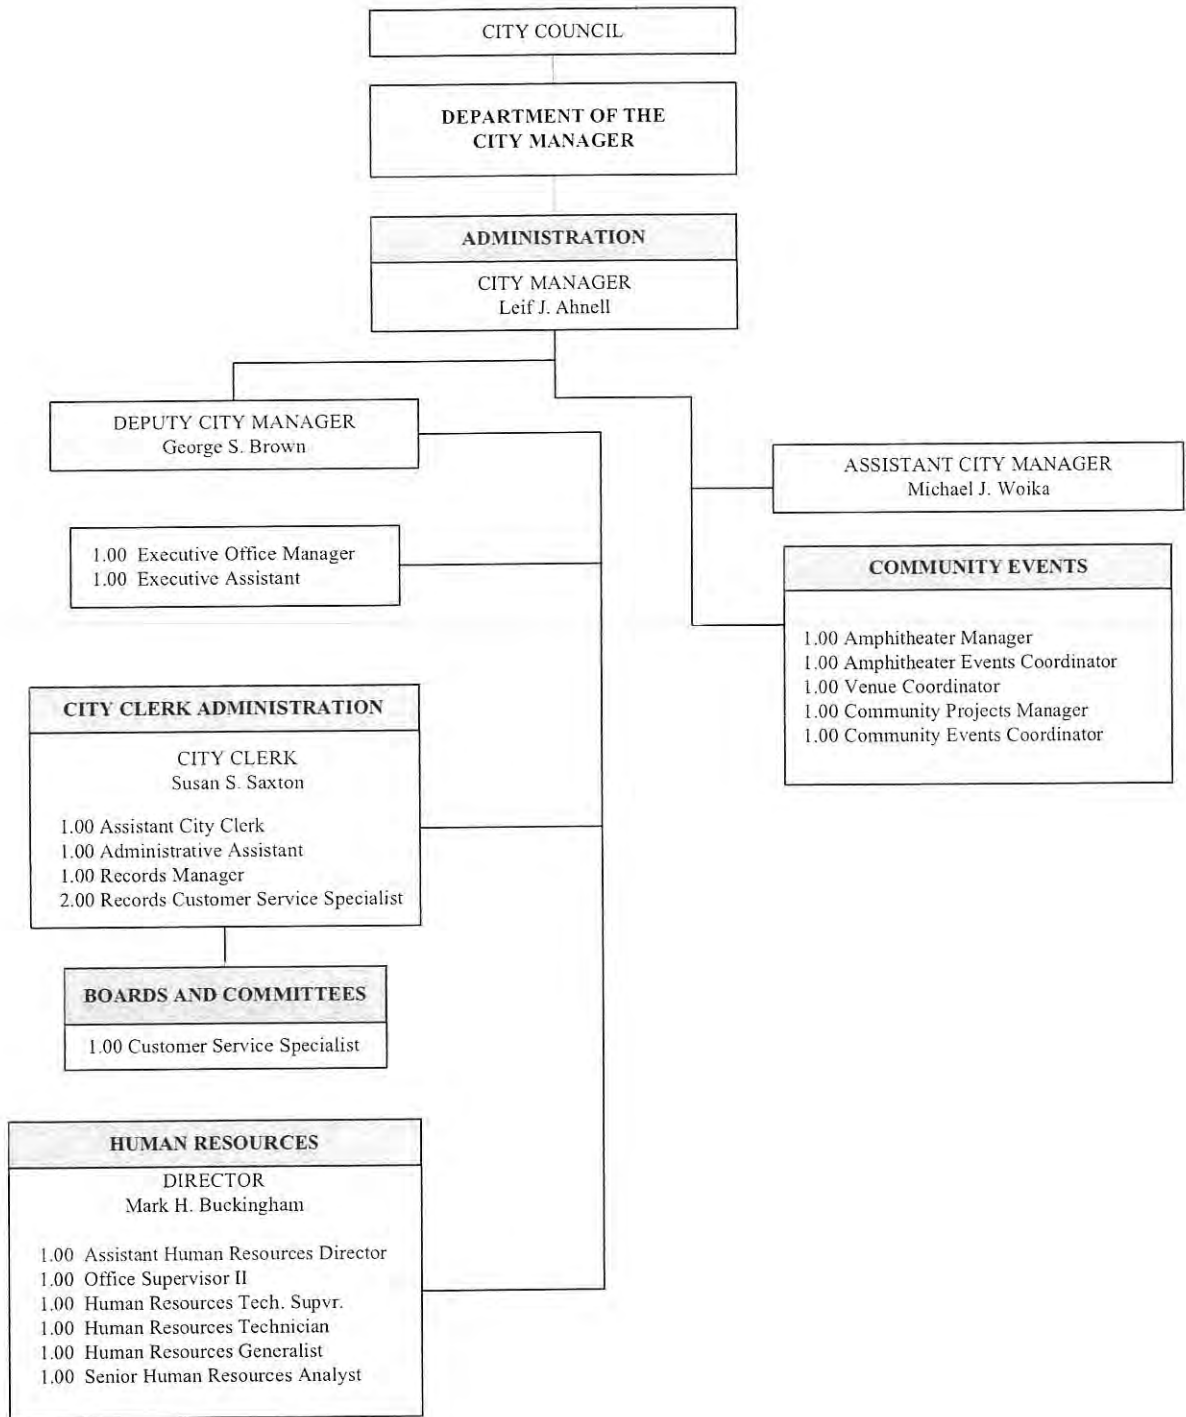 CITY COUNCIL
DEPARTMENT OF THE
CITY MANAGER
ADMINISTRATION
CITY MANAGER
Leif J. Ahnell
DEPUTY CITY MANAGER
George S. Brown
ASSISTANT CITY MANAGER
Michael J. Woika
1.00 Executive Office Manager
1.00 Executive Assistant
COMMUNITY EVENTS
1.00 Amphitheater Manager
1.00 Amphitheater Events Coordinator
1.00 Venue Coordinator
1.00 Community Projects Manager
1.00 Community Events Coordinator
CITY CLERK ADMINISTRATION
CITY CLERK
Susan S. Saxton
1.00 Assistant City Clerk
1.00 Administrative Assistant
1.00 Records Manager
2.00 Records Customer Service Specialist
BOARDS AND COMMITTEES
1.00 Customer Service Specialist
HUMAN RESOURCES
DIRECTOR
Mark H. Buckingham
1.00 Assistant Human Resources Director
1.00 Office Supervisor II
1.00 Human Resources Tech. Supvr.
1.00 Human Resources Technician
1.00 Human Resources Generalist
1.00 Senior Human Resources Analyst